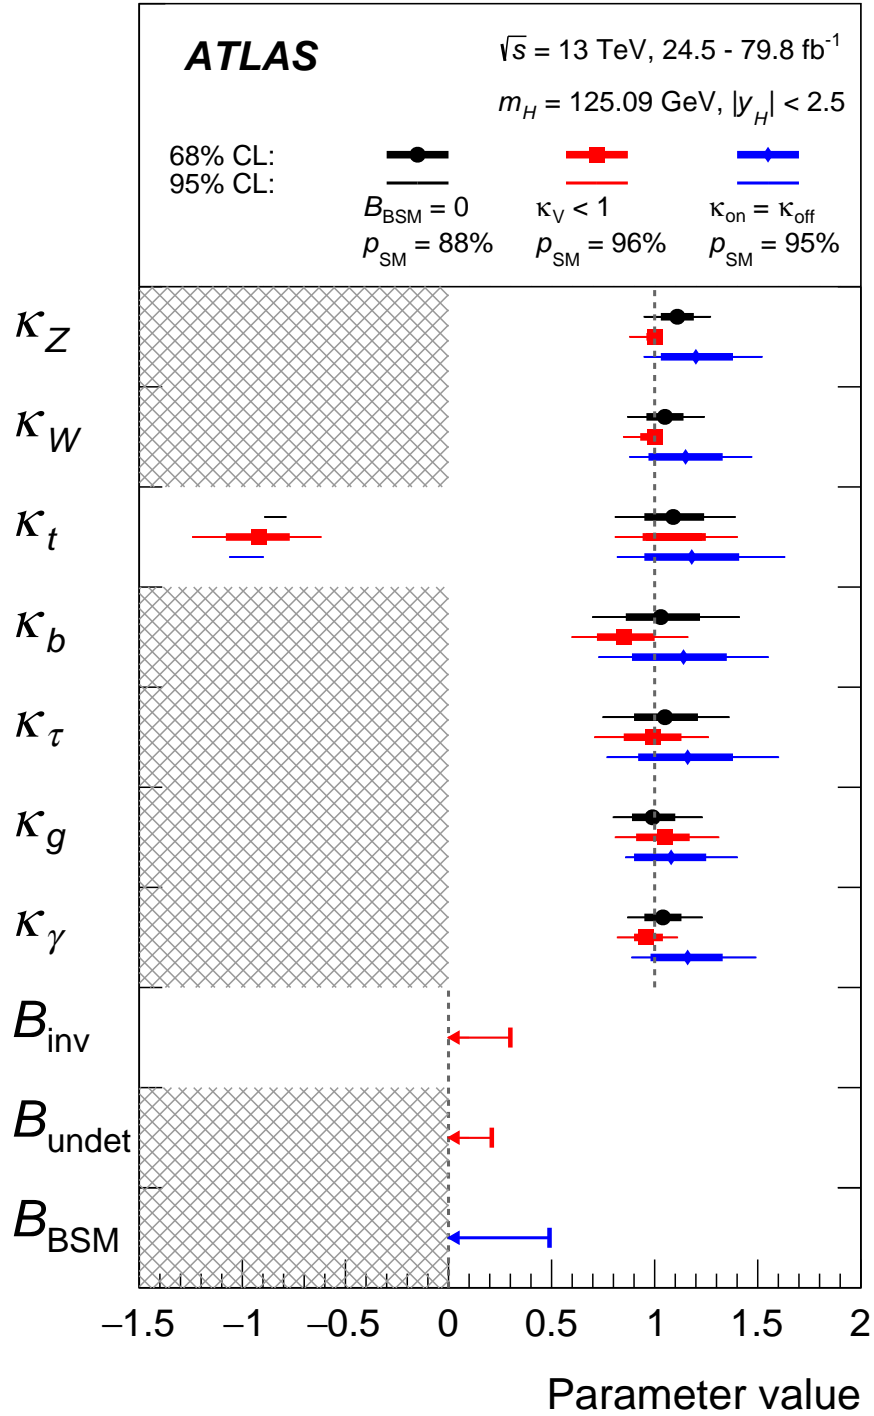 ATLAS
√s = 13 TeV, 24.5 - 79.8 fb⁻¹
m_H = 125.09 GeV, |y_H| < 2.5
68% CL:
95% CL:
B_BSM = 0 κ_V < 1 κ_on = κ_off
p_SM = 88% p_SM = 96% p_SM = 95%
κ_Z
κ_W
κ_t
κ_b
κ_τ
κ_g
κ_γ
B_inv
B_undet
B_BSM
−1.5 −1 −0.5 0 0.5 1 1.5 2
Parameter value